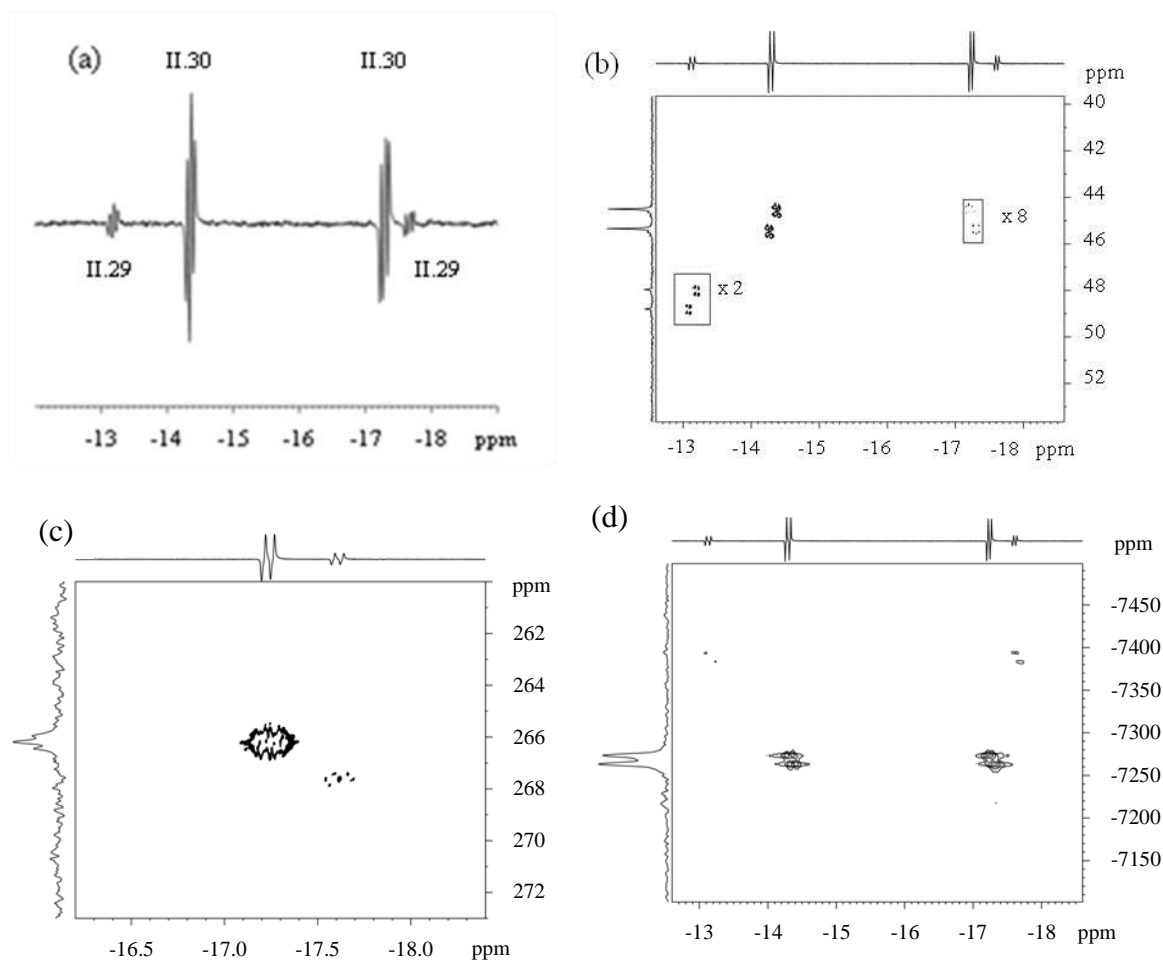 (a)
II.30 II.30
II.29 II.29
-13 -14 -15 -16 -17 -18 ppm
(b)
ppm
40
42
44
x 8
46
48
x 2
50
52
-13 -14 -15 -16 -17 -18 ppm
(c)
ppm
262
264
266
268
270
272
-16.5 -17.0 -17.5 -18.0 ppm
(d)
ppm
-7450
-7400
-7350
-7300
-7250
-7200
-7150
-13 -14 -15 -16 -17 -18 ppm